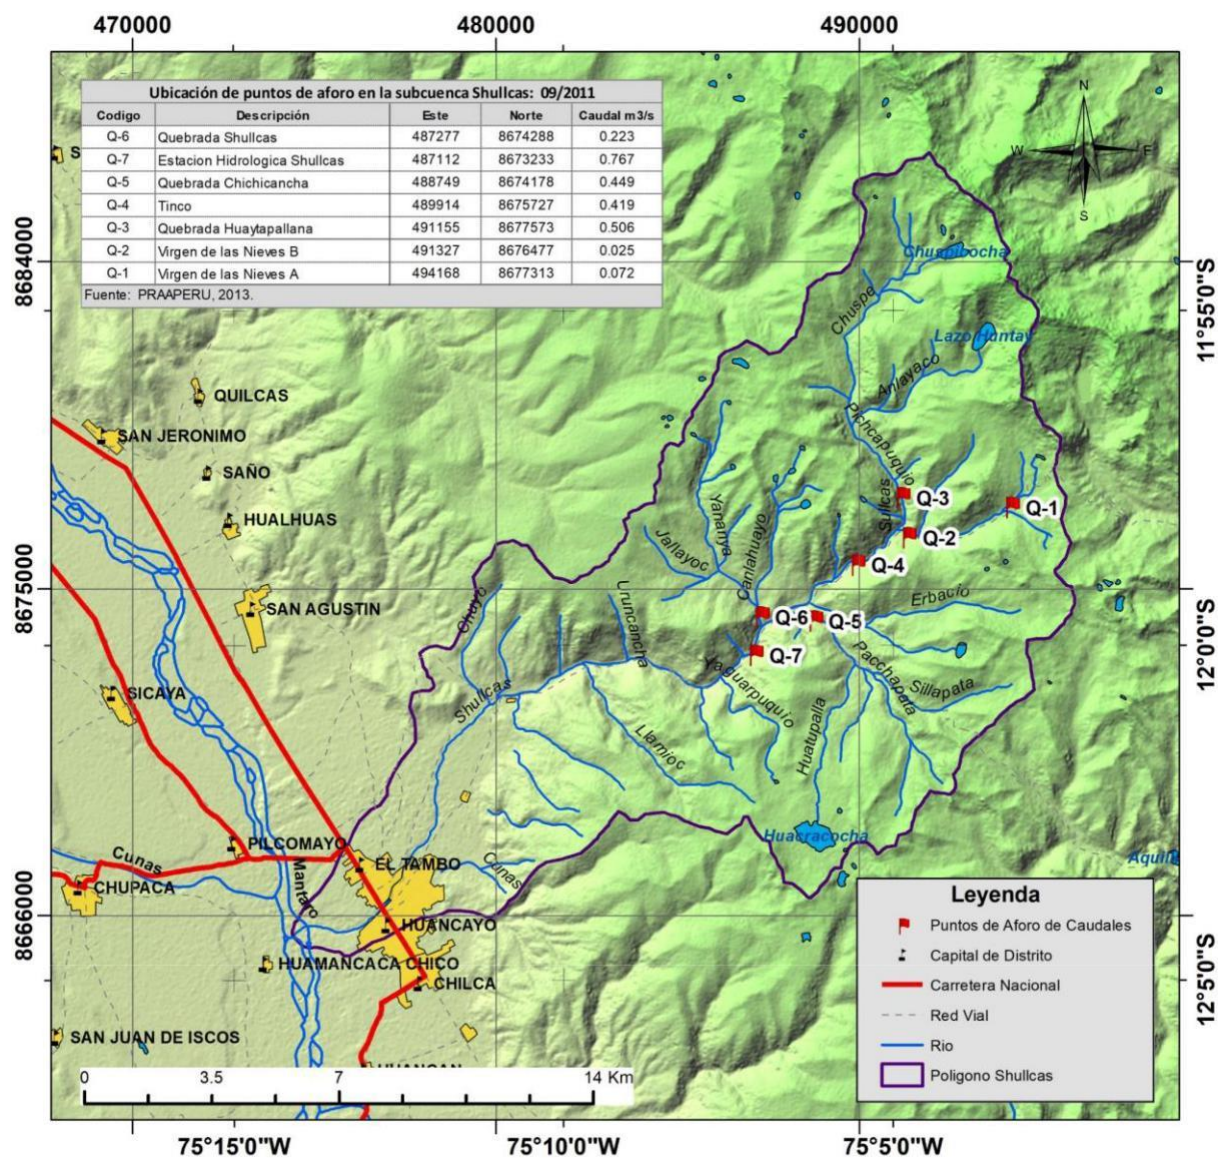 470000 480000 490000
Ubicación de puntos de aforo en la subcuenca Shullcas: 09/2011
Codigo Descripción Este Norte Caudal m3/s
Q-6 Quebrada Shullcas 487277 8674288 0.223
Q-7 Estacion Hidrologica Shullcas 487112 8673233 0.767
Q-5 Quebrada Chichicancha 488749 8674178 0.449
Q-4 Tinco 489914 8675727 0.419
Q-3 Quebrada Huaytapallana 491155 8677573 0.506
Q-2 Virgen de las Nieves B 491327 8676477 0.025
Q-1 Virgen de las Nieves A 494168 8677313 0.072
Fuente: PRAAPERU, 2013.
N
W E
S
S
8684000
11°55'0"S
Chuspicocha
Chuspe
Lazo Huntay
Anlayaco
Pichcapuquio
QUILCAS
SAN JERONIMO
SAÑO
HUALHUAS
Q-3
Q-1
Q-2
Sullcas
Yananya
Canlahuayo
Jallayoc
Q-4
8675000
Erbacio
SAN AGUSTIN
Chuyo
Uruncancha
Q-6
Q-5
Q-7
12°0'0"S
SICAYA
Shullcas
Yaguarpuquio
Pacchapata
Sillapata
Huatupalla
Llamioc
Huacracocha
PILCOMAYO
Cunas
EL TAMBO
CHUPACA
Mantaro
Cunas
8666000
HUANCAYO
HUAMANCACA CHICO
CHILCA
SAN JUAN DE ISCOS
12°5'0"S
Leyenda
Puntos de Aforo de Caudales
Capital de Distrito
Carretera Nacional
Red Vial
Rio
Poligono Shullcas
0 3.5 7 14 Km
75°15'0"W 75°10'0"W 75°5'0"W